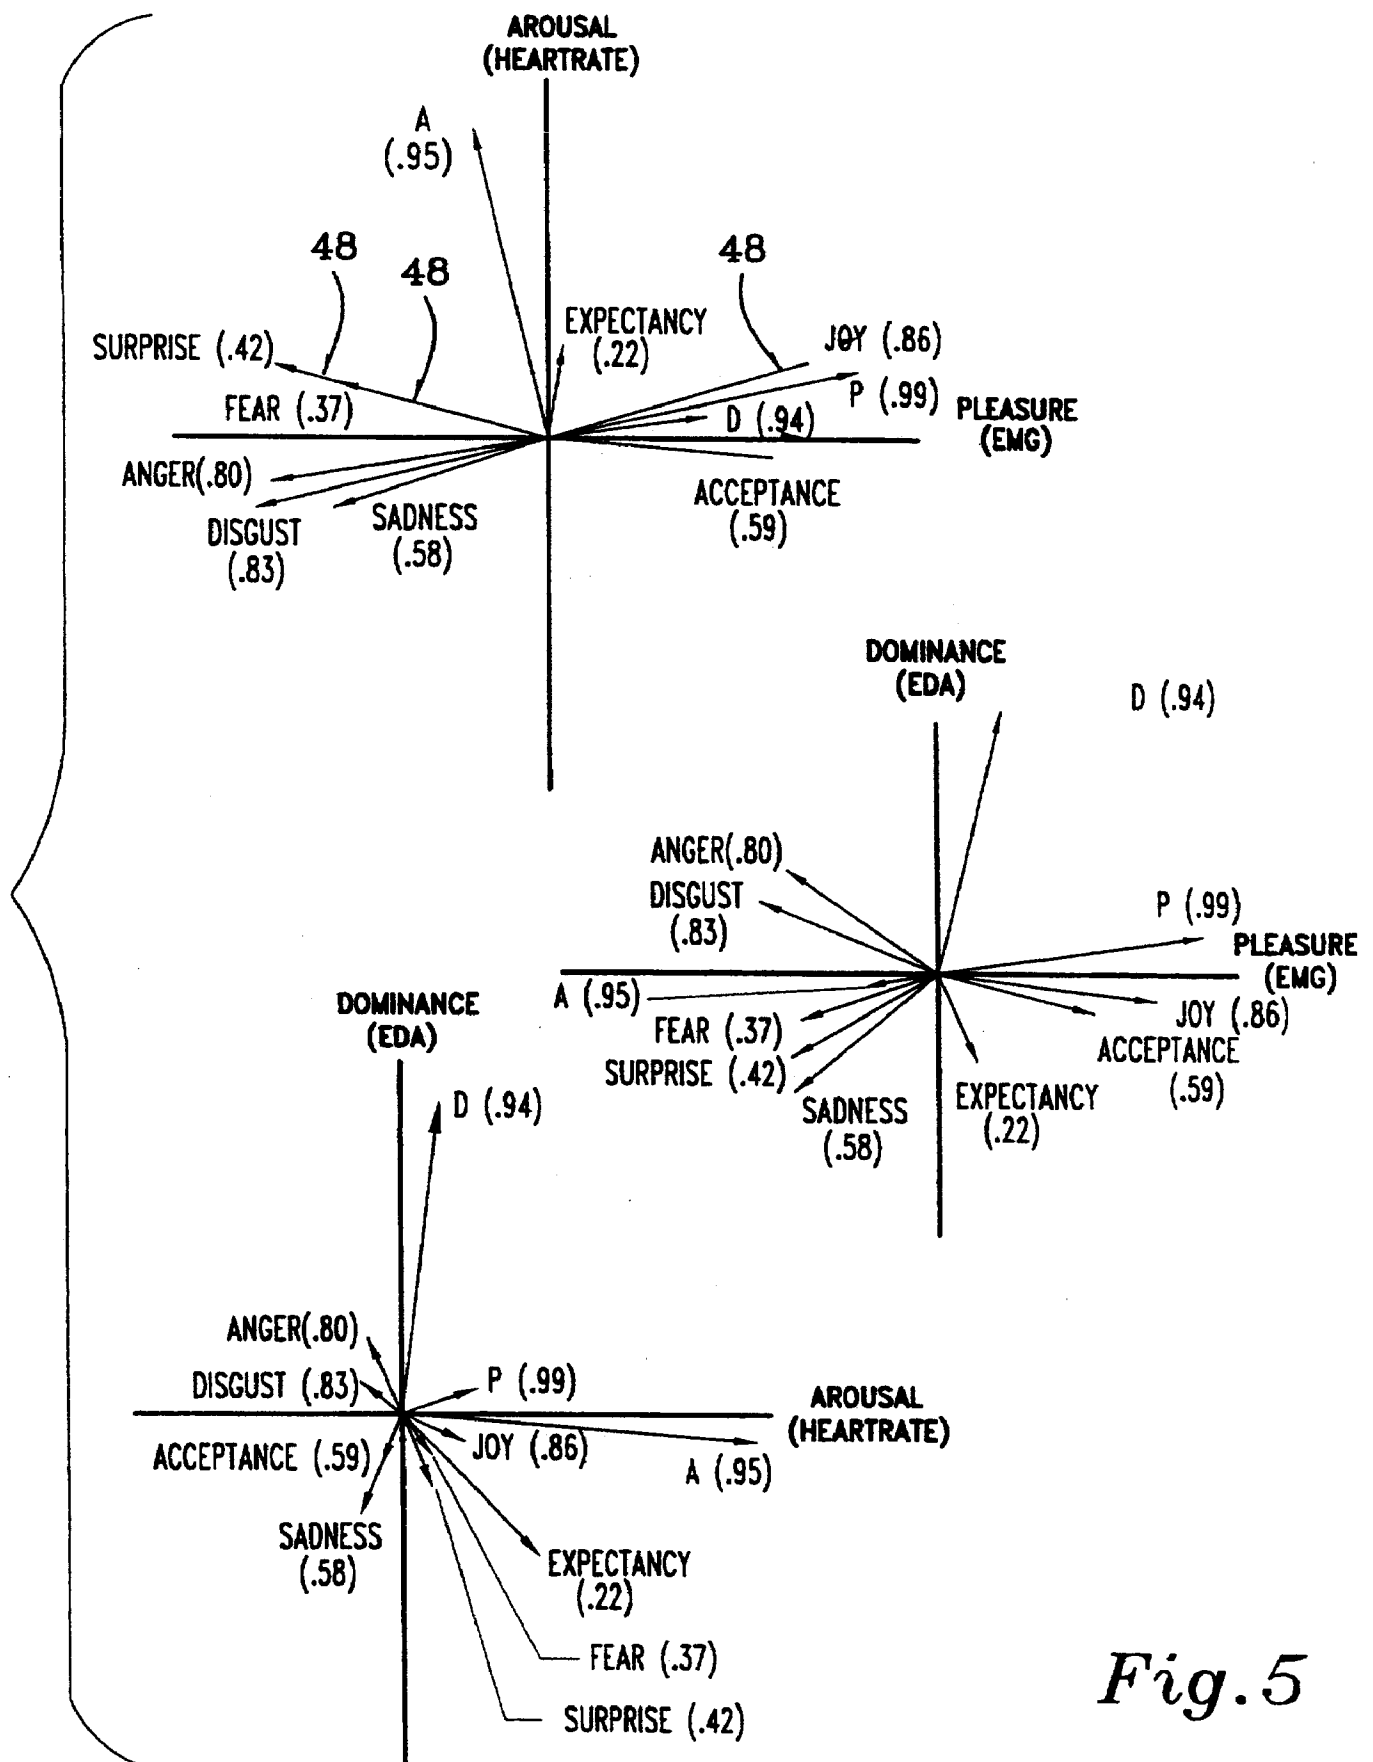 AROUSAL
(HEARTRATE)
A
(.95)
48
48
48
EXPECTANCY
(.22)
SURPRISE (.42)
JOY (.86)
P (.99)
FEAR (.37)
D (.94)
PLEASURE
(EMG)
ANGER(.80)
ACCEPTANCE
(.59)
DISGUST
(.83)
SADNESS
(.58)
DOMINANCE
(EDA)
D (.94)
ANGER(.80)
DISGUST
(.83)
P (.99)
PLEASURE
(EMG)
A (.95)
FEAR (.37)
SURPRISE (.42)
SADNESS
(.58)
EXPECTANCY
(.22)
JOY (.86)
ACCEPTANCE
(.59)
DOMINANCE
(EDA)
D (.94)
ANGER(.80)
DISGUST (.83)
P (.99)
AROUSAL
(HEARTRATE)
ACCEPTANCE (.59)
JOY (.86)
A (.95)
SADNESS
(.58)
EXPECTANCY
(.22)
FEAR (.37)
SURPRISE (.42)
Fig. 5